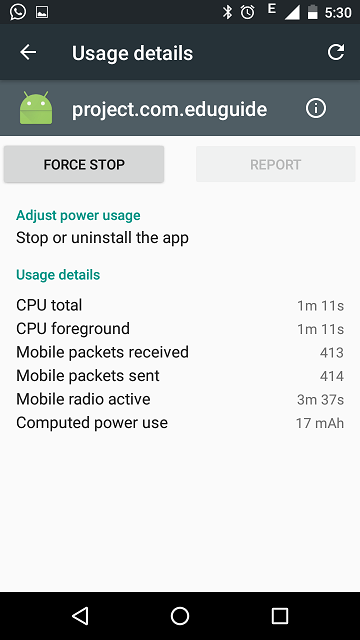 E 5:30
Usage details
project.com.eduguide
FORCE STOP REPORT
Adjust power usage
Stop or uninstall the app
Usage details
CPU total 1m 11s
CPU foreground 1m 11s
Mobile packets received 413
Mobile packets sent 414
Mobile radio active 3m 37s
Computed power use 17 mAh